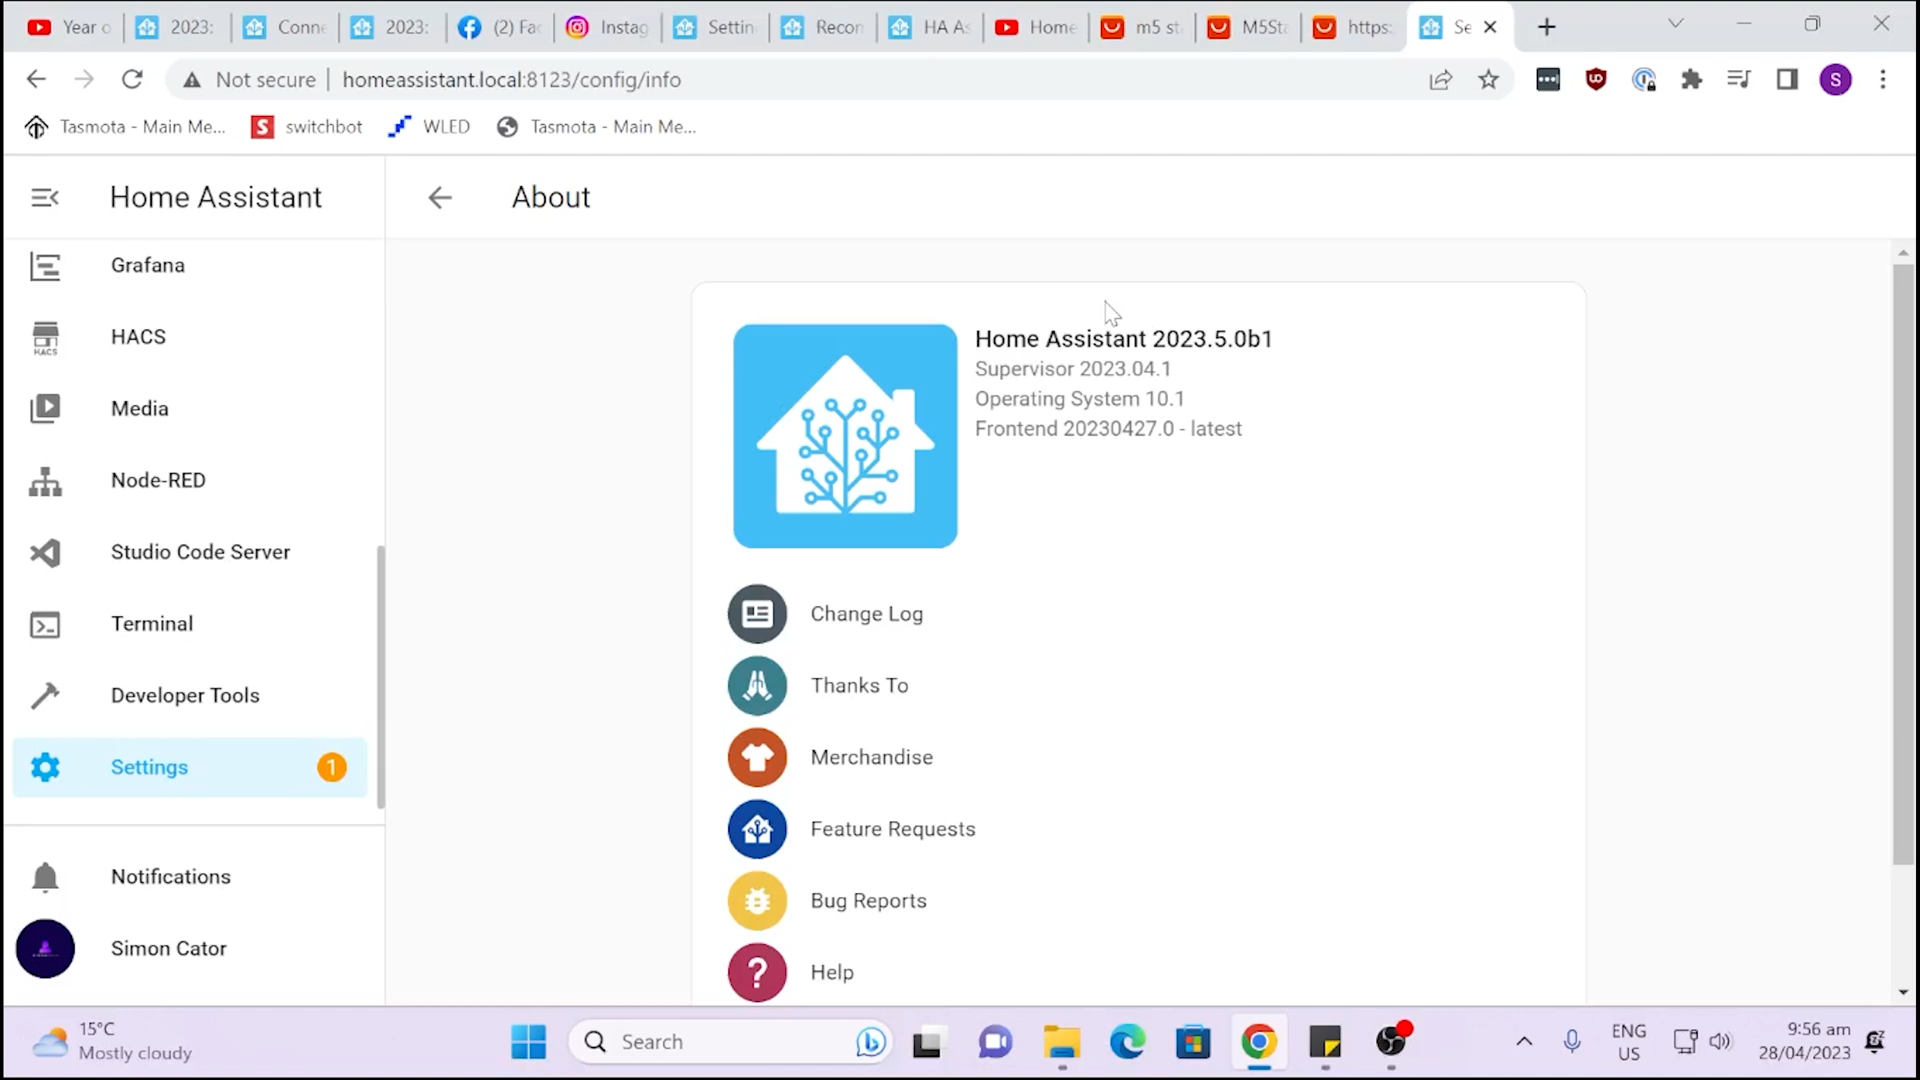 Year o
2023:
Conne
2023:
(2) Fac
Instag
Settin
Recon
HA As
Home
m5 st
M5Sta
https:
Se
Not secure
homeassistant.local:8123/config/info
S
Tasmota - Main Me...
switchbot
WLED
Tasmota - Main Me...
Home Assistant
About
Grafana
HACS
HACS
Media
Node-RED
Studio Code Server
Terminal
Developer Tools
Settings
1
Notifications
Simon Cator
Home Assistant 2023.5.0b1
Supervisor 2023.04.1
Operating System 10.1
Frontend 20230427.0 - latest
Change Log
Thanks To
Merchandise
Feature Requests
Bug Reports
?
Help
15°C
Mostly cloudy
Search
ENG
US
9:56 am
28/04/2023